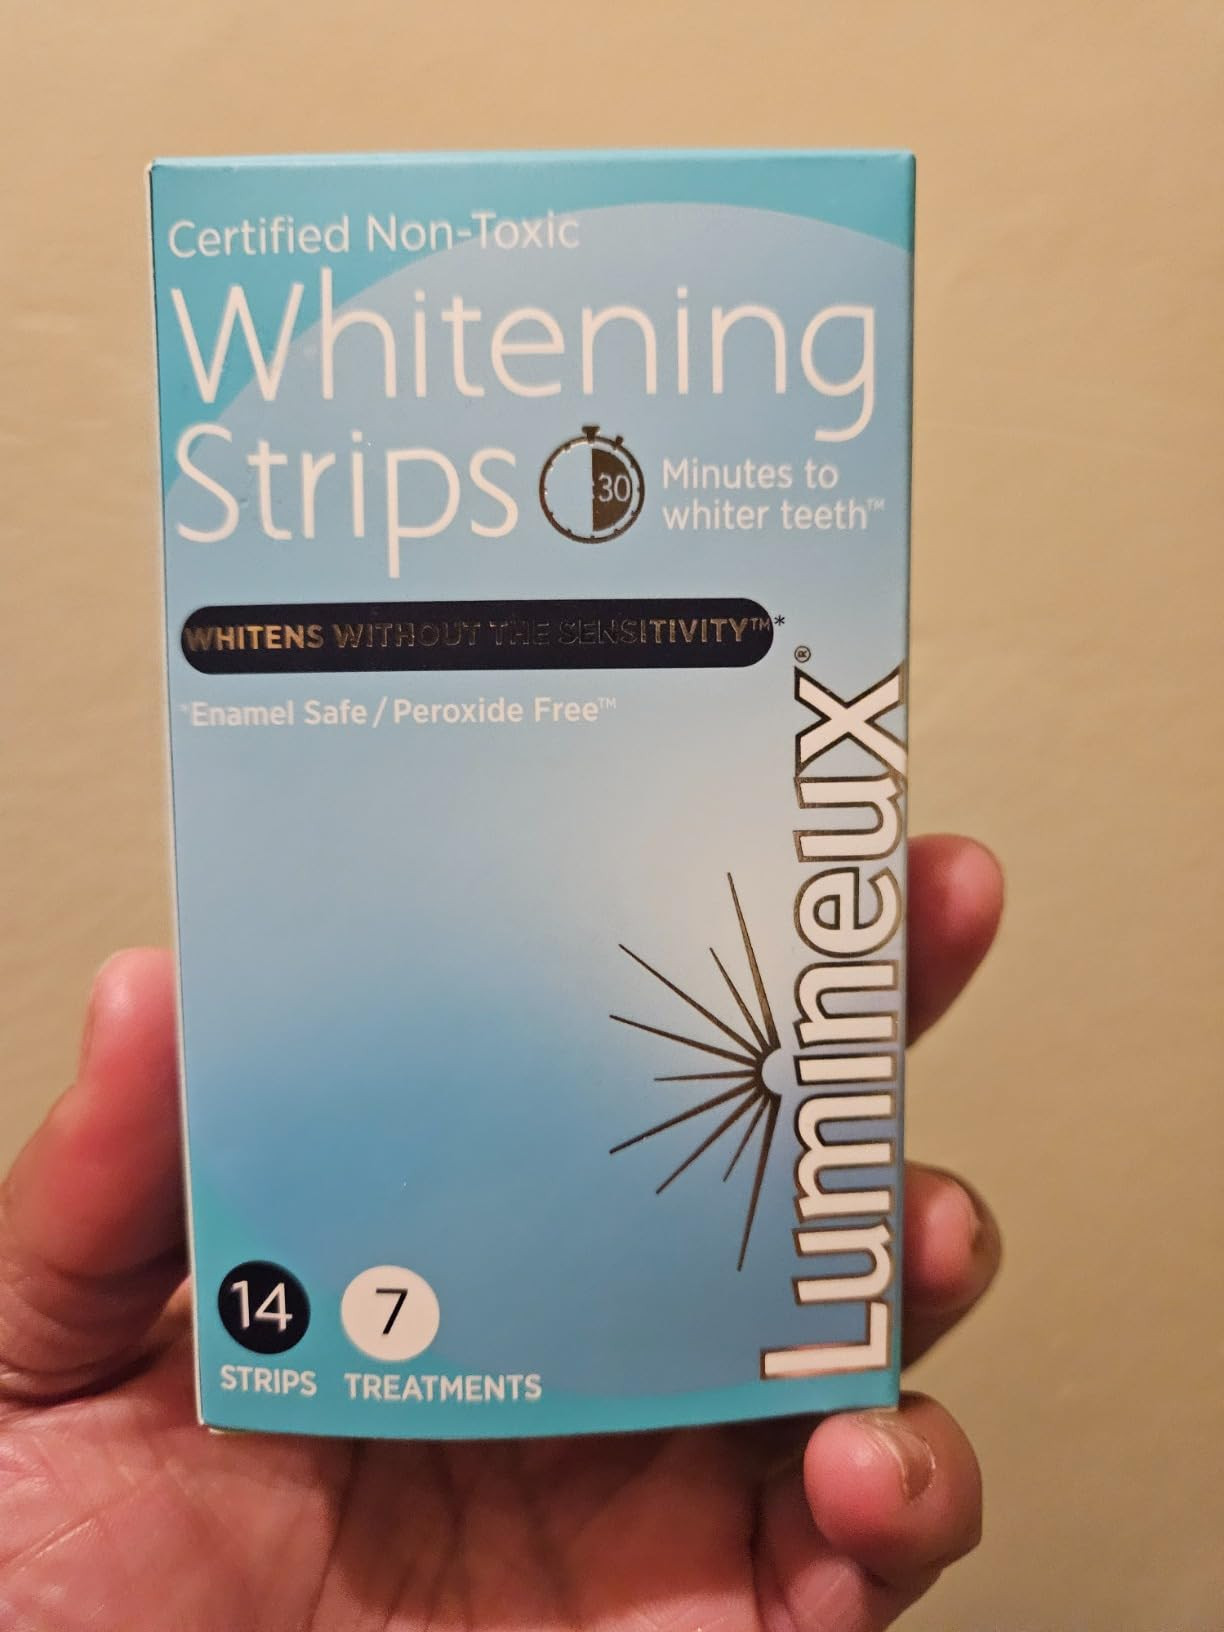 Certified Non-Toxic
Whitening
Strips
30
Minutes to
whiter teeth™
WHITENS WITHOUT THE SENSITIVITY™*
*Enamel Safe / Peroxide Free™
Lumineux®
14
STRIPS
7
TREATMENTS